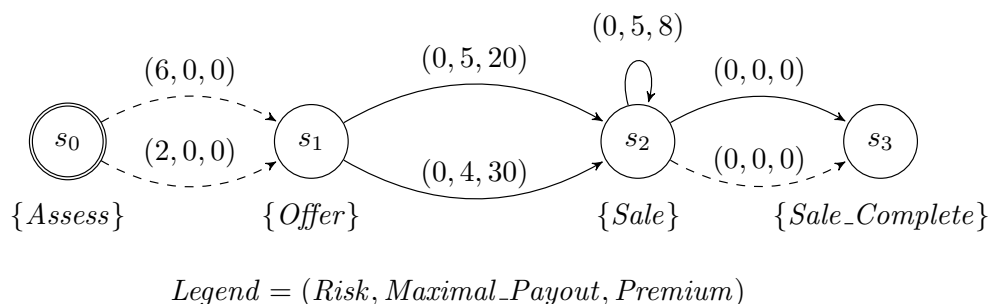 (0, 5, 8)
(6, 0, 0) (0, 5, 20) (0, 0, 0)
s0 s1 s2 s3
(2, 0, 0) (0, 4, 30) (0, 0, 0)
{Assess} {Offer} {Sale} {Sale_Complete}
Legend = (Risk, Maximal_Payout, Premium)